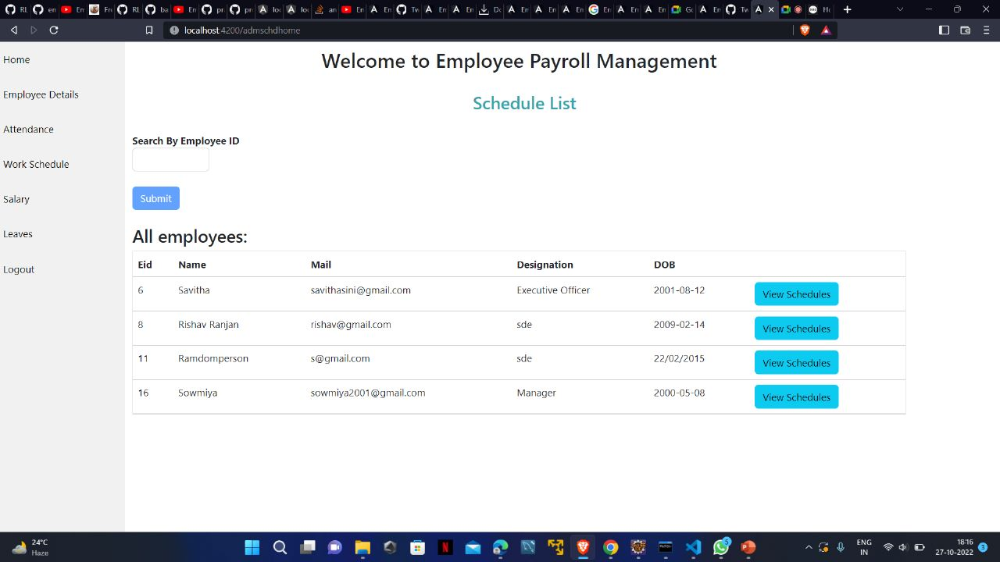 localhost:4200/admschdhome
Home
Employee Details
Attendance
Work Schedule
Salary
Leaves
Logout
Welcome to Employee Payroll Management
Schedule List
Search By Employee ID
Submit
All employees:
Eid Name Mail Designation DOB
6 Savitha savithasini@gmail.com Executive Officer 2001-08-12 View Schedules
8 Rishav Ranjan rishav@gmail.com sde 2009-02-14 View Schedules
11 Ramdomperson s@gmail.com sde 22/02/2015 View Schedules
16 Sowmiya sowmiya2001@gmail.com Manager 2000-05-08 View Schedules
24°C
Haze
5
ENG
IN
18:16
27-10-2022
3